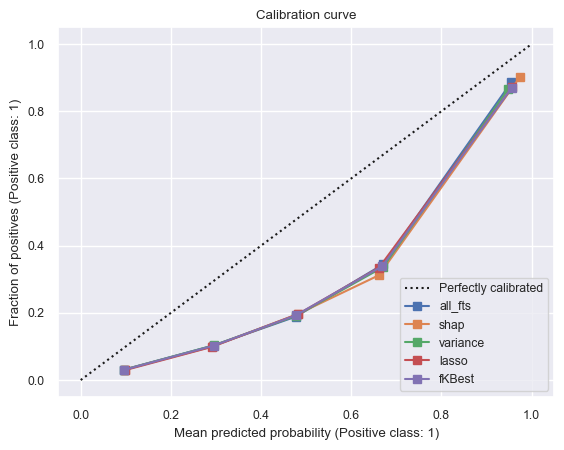 Calibration curve
Fraction of positives (Positive class: 1)
1.0
0.8
0.6
0.4
0.2
0.0
0.0 0.2 0.4 0.6 0.8 1.0
Mean predicted probability (Positive class: 1)
Perfectly calibrated
all_fts
shap
variance
lasso
fKBest